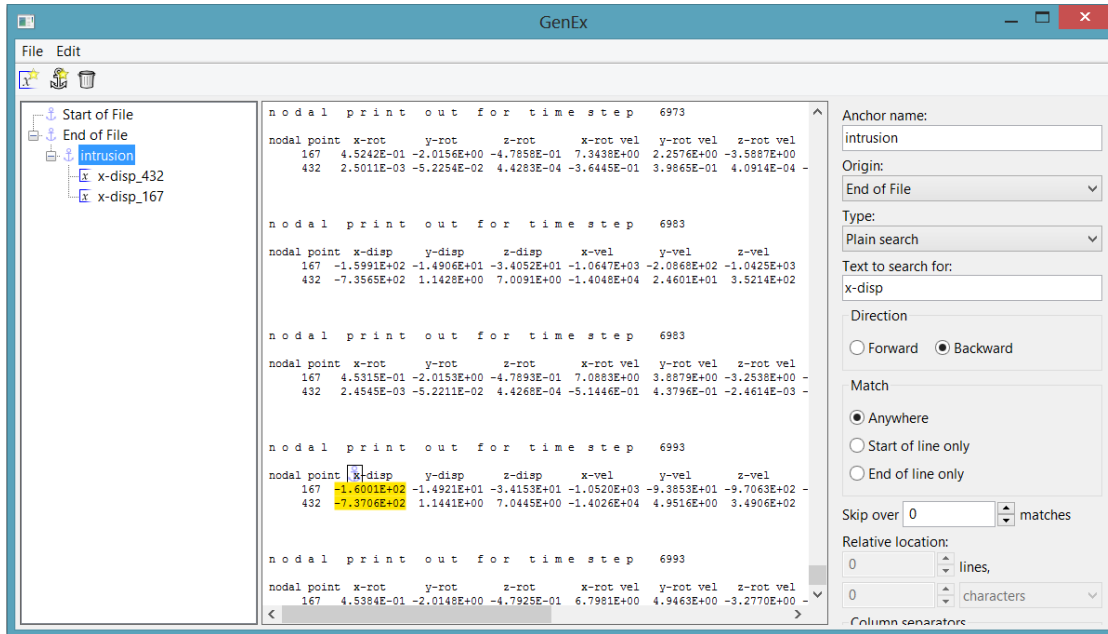 GenEx
File Edit
Start of File
End of File
intrusion
x-disp_432
x-disp_167
n o d a l   p r i n t   o u t   f o r   t i m e   s t e p   6973
nodal point x-rot y-rot z-rot x-rot vel y-rot vel z-rot vel
167 4.5242E-01 -2.0156E+00 -4.7858E-01 7.3438E+00 2.2576E+00 -3.5887E+00
432 2.5011E-03 -5.2254E-02 4.4283E-04 -3.6445E-01 3.9865E-01 4.0914E-04 -
n o d a l   p r i n t   o u t   f o r   t i m e   s t e p   6983
nodal point x-disp y-disp z-disp x-vel y-vel z-vel
167 -1.5991E+02 -1.4906E+01 -3.4052E+01 -1.0647E+03 -2.0868E+02 -1.0425E+03
432 -7.3565E+02 1.1428E+00 7.0091E+00 -1.4048E+04 2.4601E+01 3.5214E+02
n o d a l   p r i n t   o u t   f o r   t i m e   s t e p   6983
nodal point x-rot y-rot z-rot x-rot vel y-rot vel z-rot vel
167 4.5315E-01 -2.0153E+00 -4.7893E-01 7.0883E+00 3.8879E+00 -3.2538E+00 -
432 2.4545E-03 -5.2211E-02 4.4268E-04 -5.1446E-01 4.3796E-01 -2.4614E-03 -
n o d a l   p r i n t   o u t   f o r   t i m e   s t e p   6993
nodal point x-disp y-disp z-disp x-vel y-vel z-vel
167 -1.6001E+02 -1.4921E+01 -3.4153E+01 -1.0520E+03 -9.3853E+01 -9.7063E+02 -
432 -7.3706E+02 1.1441E+00 7.0445E+00 -1.4026E+04 4.9516E+00 3.4906E+02
n o d a l   p r i n t   o u t   f o r   t i m e   s t e p   6993
nodal point x-rot y-rot z-rot x-rot vel y-rot vel z-rot vel
167 4.5384E-01 -2.0148E+00 -4.7925E-01 6.7981E+00 4.9463E+00 -3.2770E+00 -
Anchor name:
intrusion
Origin:
End of File
Type:
Plain search
Text to search for:
x-disp
Direction
Forward Backward
Match
Anywhere
Start of line only
End of line only
Skip over 0 matches
Relative location:
0 lines,
0 characters
Column separators